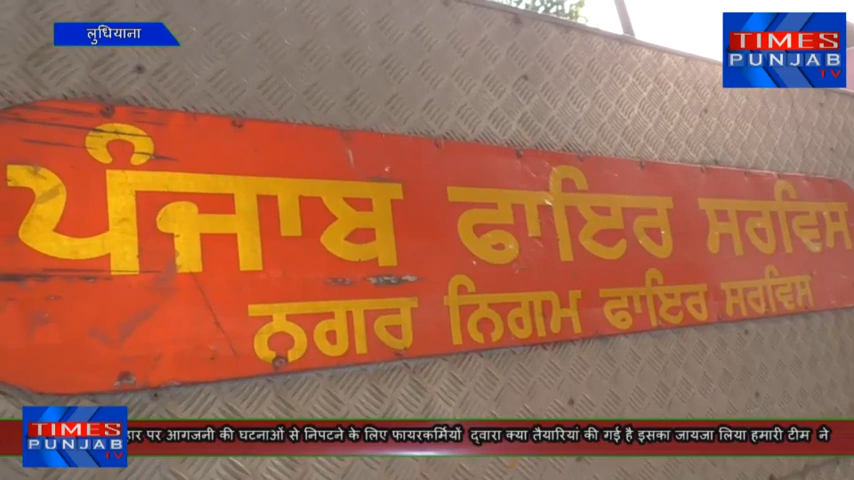 लुधियाना
TIMES
PUNJAB
TV
ਪੰਜਾਬ ਫਾਇਰ ਸਰਵਿਸ
ਨਗਰ ਨਿਗਮ ਫਾਇਰ ਸਰਵਿਸ
TIMES
PUNJAB
TV
पर आगजनी की घटनाओं से निपटने के लिए फायरकर्मियों द्वारा क्या तैयारियां की गई है इसका जायजा लिया हमारी टीम ने